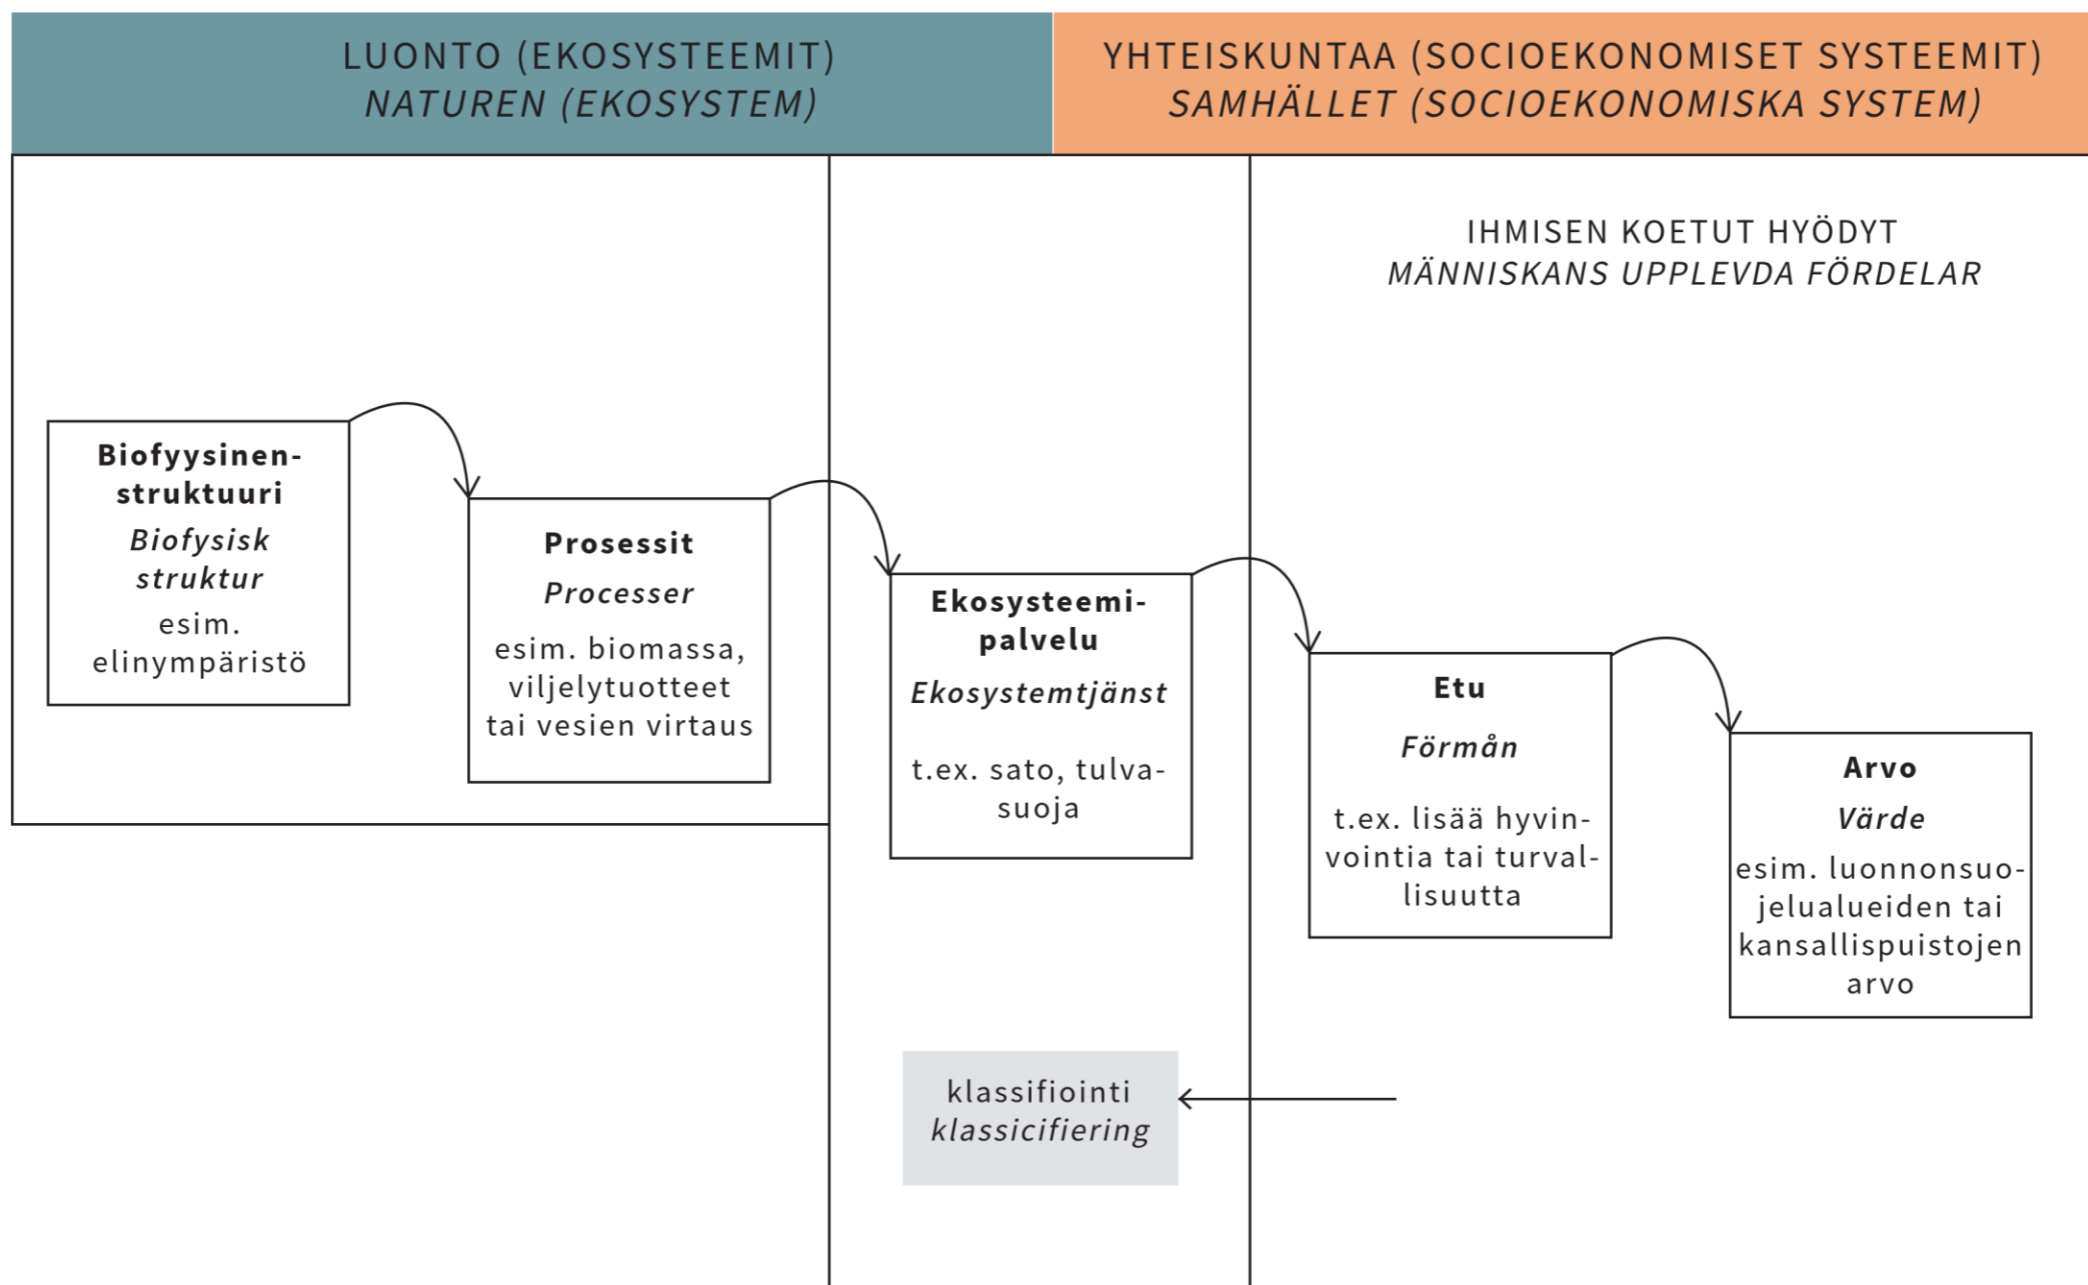 LUONTO (EKOSYSTEEMIT)
NATUREN (EKOSYSTEM)
YHTEISKUNTAA (SOCIOEKONOMISET SYSTEEMIT)
SAMHÄLLET (SOCIOEKONOMISKA SYSTEM)
IHMISEN KOETUT HYÖDYT
MÄNNISKANS UPPLEVDA FÖRDELAR
Biofyysinen-
struktuuri
Biofysisk
struktur
esim.
elinympäristö
Prosessit
Processer
esim. biomassa,
viljelytuotteet
tai vesien virtaus
Ekosysteemi-
palvelu
Ekosystemtjänst
t.ex. sato, tulva-
suoja
Etu
Förmån
t.ex. lisää hyvin-
vointia tai turval-
lisuutta
Arvo
Värde
esim. luonnonsuo-
jelualueiden tai
kansallispuistojen
arvo
klassifiointi
klassicifiering